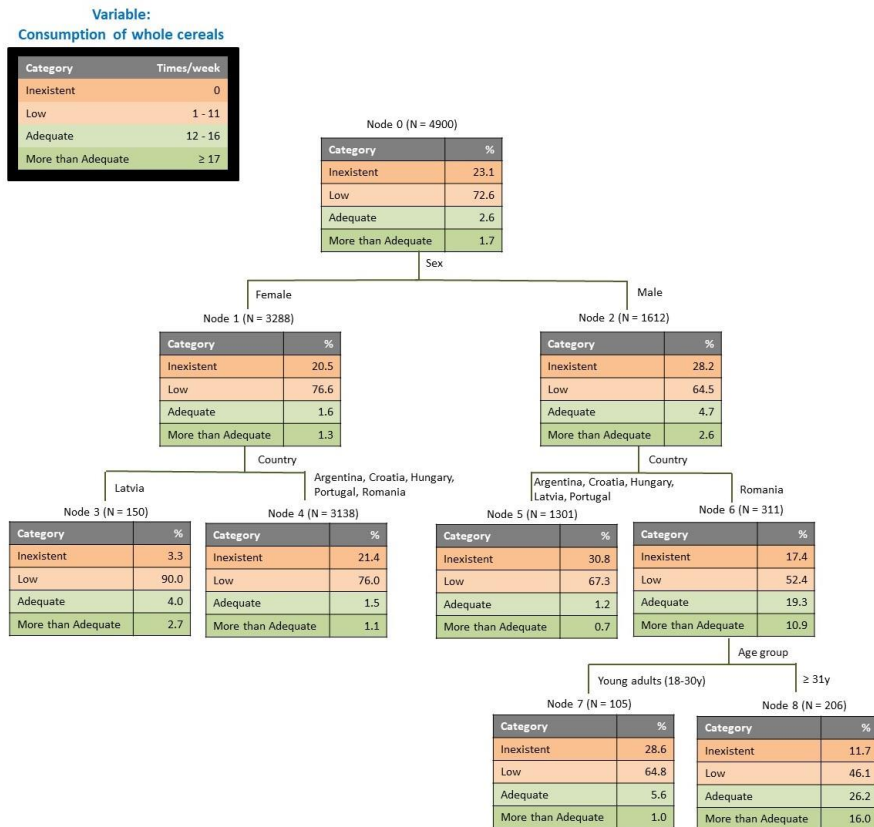 Variable:
Consumption of whole cereals
Category Times/week
Inexistent 0
Low 1 - 11
Adequate 12 - 16
More than Adequate ≥ 17
Node 0 (N = 4900)
Category %
Inexistent 23.1
Low 72.6
Adequate 2.6
More than Adequate 1.7
Sex
Female
Male
Node 1 (N = 3288)
Category %
Inexistent 20.5
Low 76.6
Adequate 1.6
More than Adequate 1.3
Node 2 (N = 1612)
Category %
Inexistent 28.2
Low 64.5
Adequate 4.7
More than Adequate 2.6
Country
Latvia
Argentina, Croatia, Hungary,
Portugal, Romania
Country
Argentina, Croatia, Hungary,
Latvia, Portugal
Romania
Node 3 (N = 150)
Category %
Inexistent 3.3
Low 90.0
Adequate 4.0
More than Adequate 2.7
Node 4 (N = 3138)
Category %
Inexistent 21.4
Low 76.0
Adequate 1.5
More than Adequate 1.1
Node 5 (N = 1301)
Category %
Inexistent 30.8
Low 67.3
Adequate 1.2
More than Adequate 0.7
Node 6 (N = 311)
Category %
Inexistent 17.4
Low 52.4
Adequate 19.3
More than Adequate 10.9
Age group
Young adults (18-30y)
≥ 31y
Node 7 (N = 105)
Category %
Inexistent 28.6
Low 64.8
Adequate 5.6
More than Adequate 1.0
Node 8 (N = 206)
Category %
Inexistent 11.7
Low 46.1
Adequate 26.2
More than Adequate 16.0